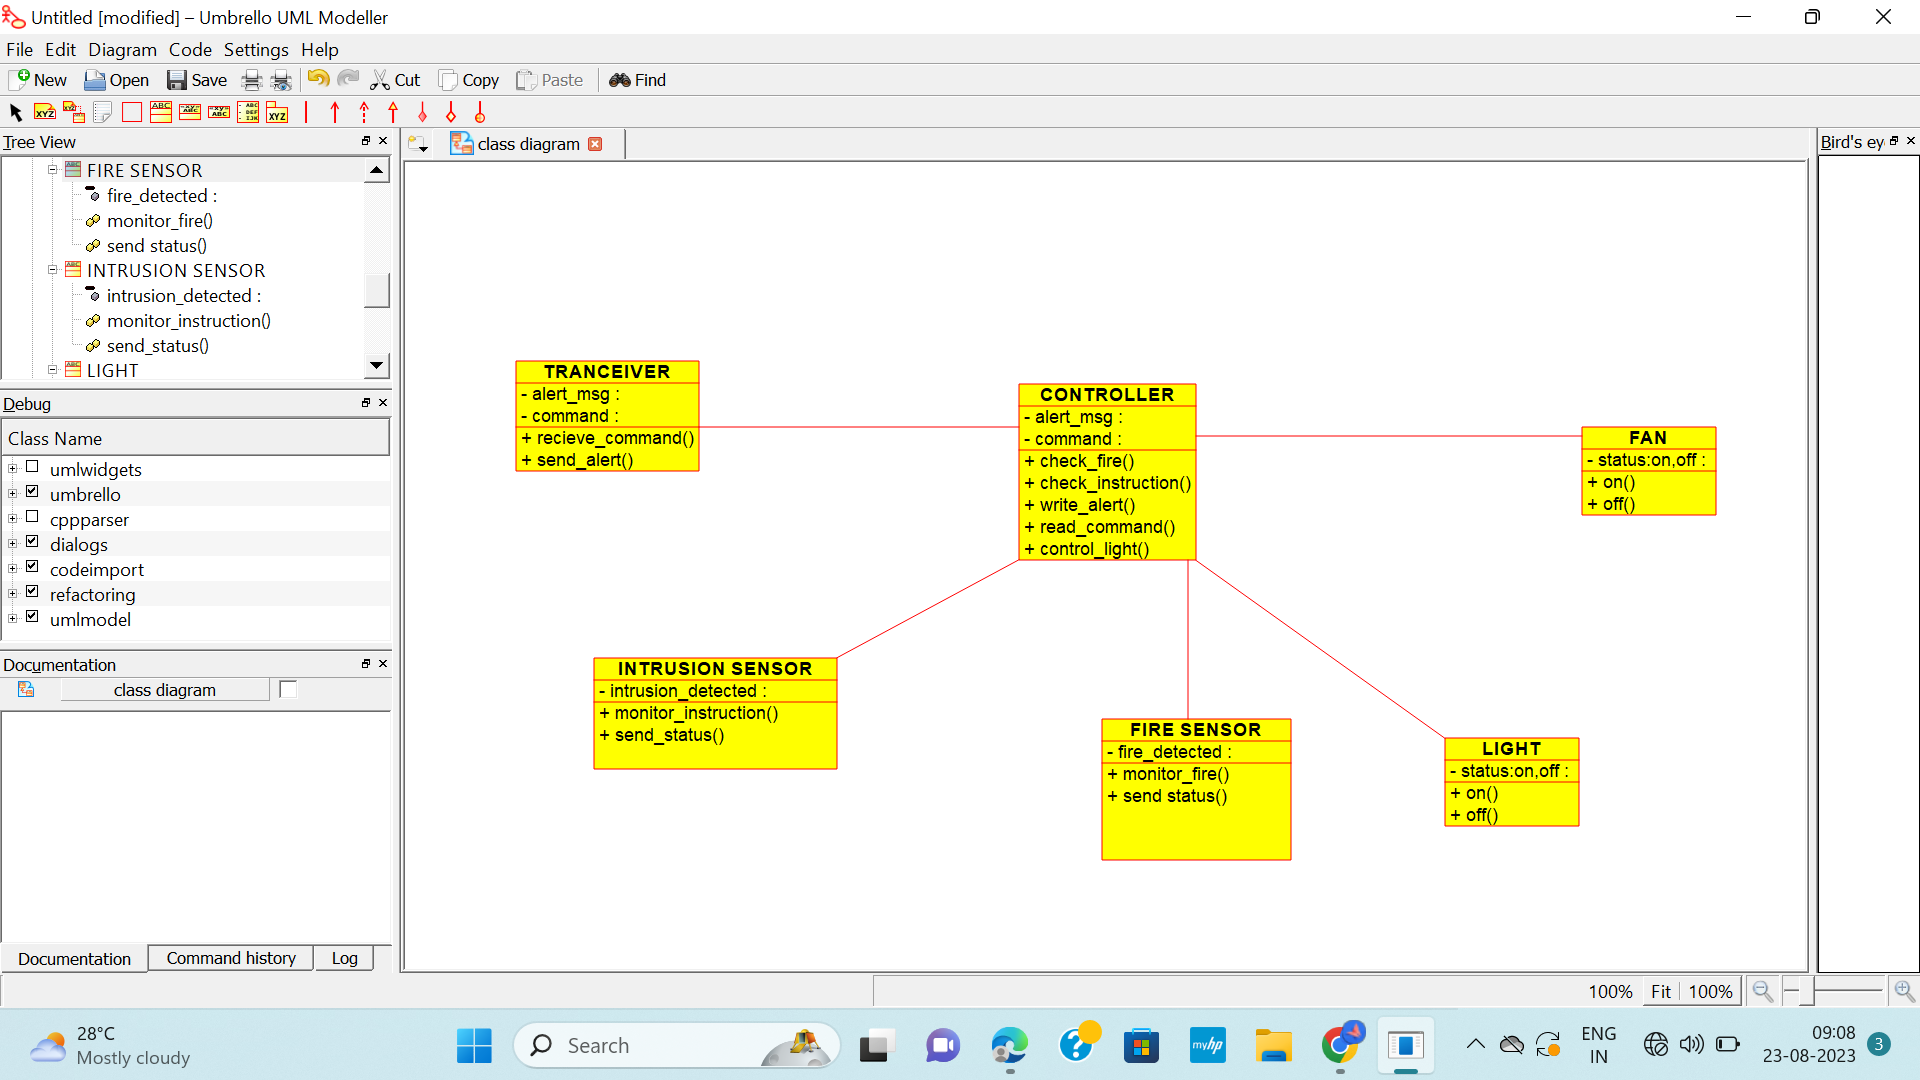 Untitled [modified] – Umbrello UML Modeller
File Edit Diagram Code Settings Help
New Open Save Cut Copy Paste Find
Tree View
FIRE SENSOR
fire_detected :
monitor_fire()
send status()
INTRUSION SENSOR
intrusion_detected :
monitor_instruction()
send_status()
LIGHT
Debug
Class Name
umlwidgets
umbrello
cppparser
dialogs
codeimport
refactoring
umlmodel
Documentation
class diagram
Documentation Command history Log
class diagram
Bird's ey
TRANCEIVER
- alert_msg :
- command :
+ recieve_command()
+ send_alert()
CONTROLLER
- alert_msg :
- command :
+ check_fire()
+ check_instruction()
+ write_alert()
+ read_command()
+ control_light()
FAN
- status:on,off :
+ on()
+ off()
INTRUSION SENSOR
- intrusion_detected :
+ monitor_instruction()
+ send_status()
FIRE SENSOR
- fire_detected :
+ monitor_fire()
+ send status()
LIGHT
- status:on,off :
+ on()
+ off()
100% Fit 100%
28°C
Mostly cloudy
Search
myhp
ENG
IN
09:08
23-08-2023
3